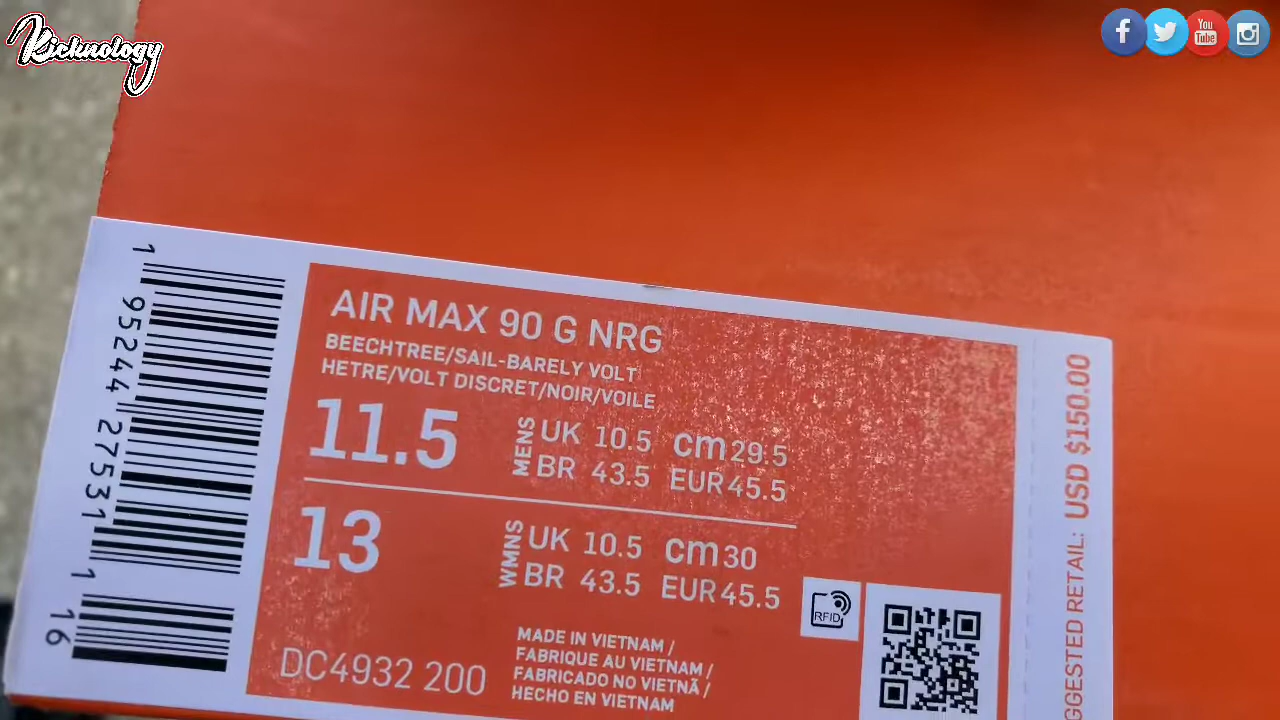 Kicknology
f
You
Tube
1
95244 27531
1
16
AIR MAX 90 G NRG
BEECHTREE/SAIL-BARELY VOLT
HETRE/VOLT DISCRET/NOIR/VOILE
11.5
MENS
UK 10.5 cm 29.5
BR 43.5 EUR 45.5
13
WMNS
UK 10.5 cm 30
BR 43.5 EUR 45.5
RFID
DC4932 200
MADE IN VIETNAM /
FABRIQUE AU VIETNAM /
FABRICADO NO VIETNÃ /
HECHO EN VIETNAM
GGESTED RETAIL: USD $150.00